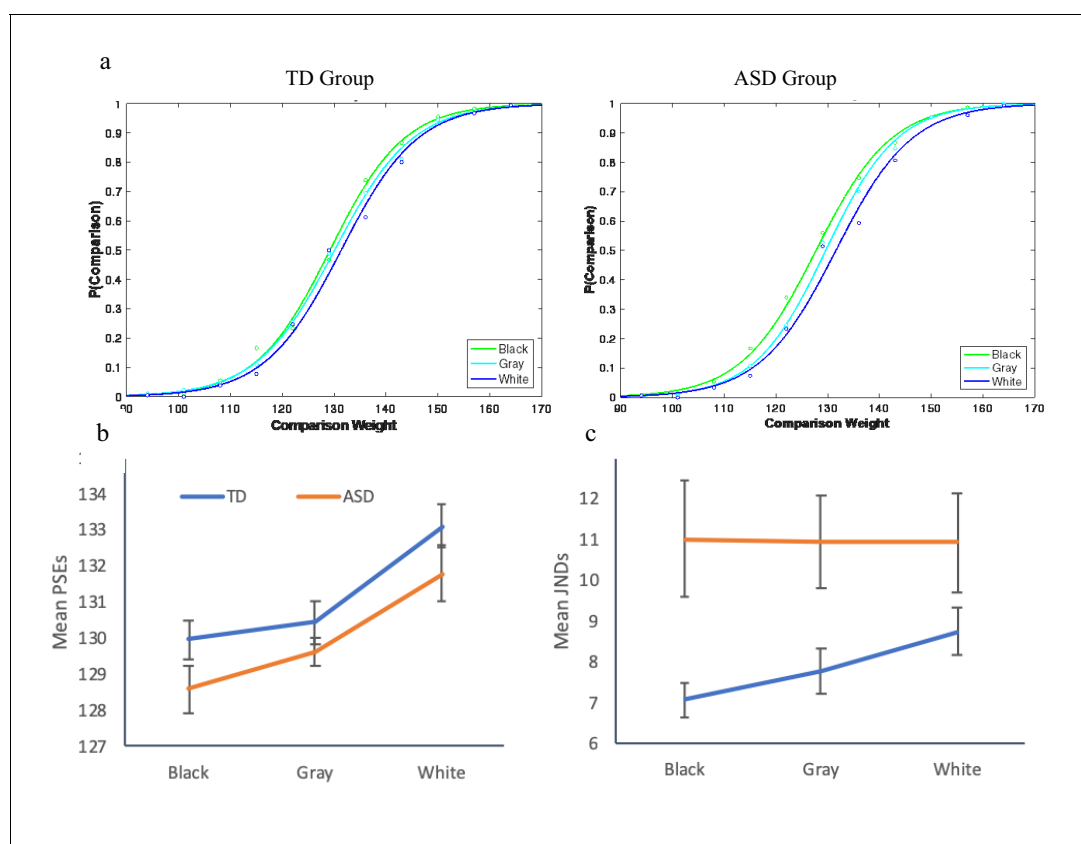 a
TD Group
ASD Group
1
0.9
0.8
0.7
0.6
0.5
0.4
0.3
0.2
0.1
0
P(Comparison)
Black
Gray
White
100
110
120
130
140
150
160
170
Comparison Weight
1
0.9
0.8
0.7
0.6
0.5
0.4
0.3
0.2
0.1
0
P(Comparison)
Black
Gray
White
90
100
110
120
130
140
150
160
170
Comparison Weight
b
TD
ASD
134
133
132
131
130
129
128
127
Mean PSEs
Black
Gray
White
c
12
11
10
9
8
7
6
Mean JNDs
Black
Gray
White